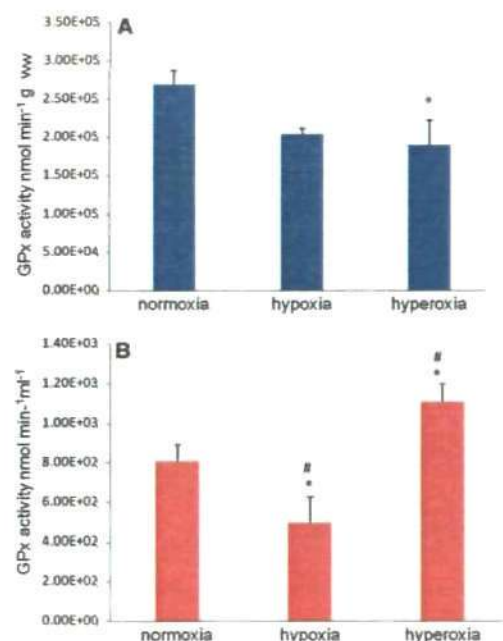 A
GPx activity nmol min⁻¹ g ww
3.50E+05
3.00E+05
2.50E+05
2.00E+05
1.50E+05
1.00E+05
5.00E+04
0.00E+00
*
normoxia hypoxia hyperoxia
B
GPx activity nmol min-¹ml-¹
1.40E+03
1.20E+03
1.00E+03
8.00E+02
6.00E+02
4.00E+02
2.00E+02
0.00E+00
#
*
#
*
normoxia hypoxia hyperoxia